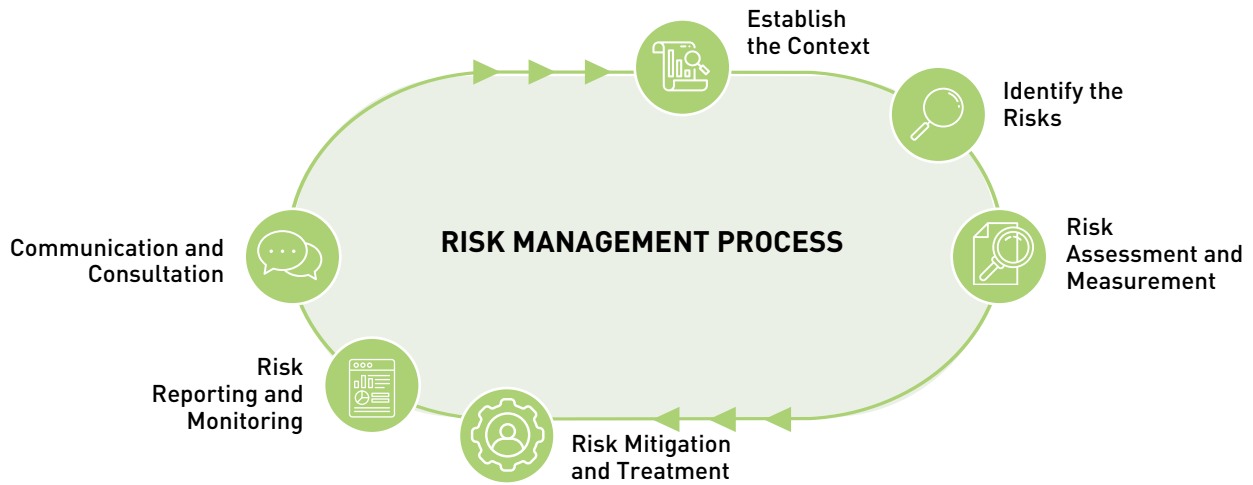 Establish
the Context
Identify the
Risks
RISK MANAGEMENT PROCESS
Risk
Assessment and
Measurement
Communication and
Consultation
Risk
Reporting and
Monitoring
Risk Mitigation
and Treatment